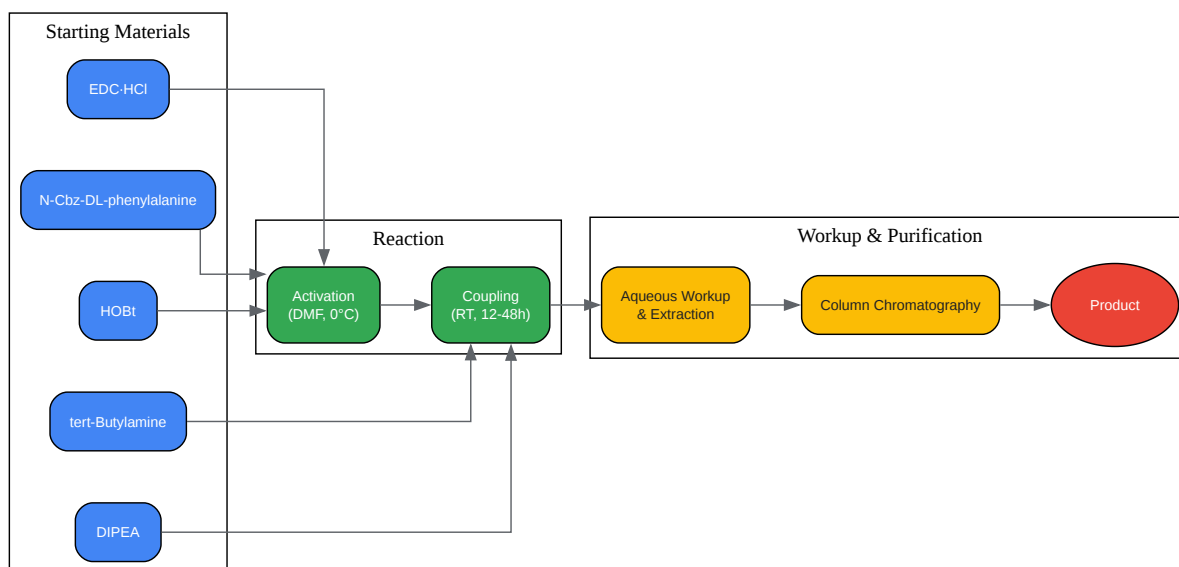 Starting Materials
EDC·HCl
N-Cbz-DL-phenylalanine
HOBt
tert-Butylamine
DIPEA
Reaction
Activation
(DMF, 0°C)
Coupling
(RT, 12-48h)
Workup & Purification
Aqueous Workup
& Extraction
Column Chromatography
Product